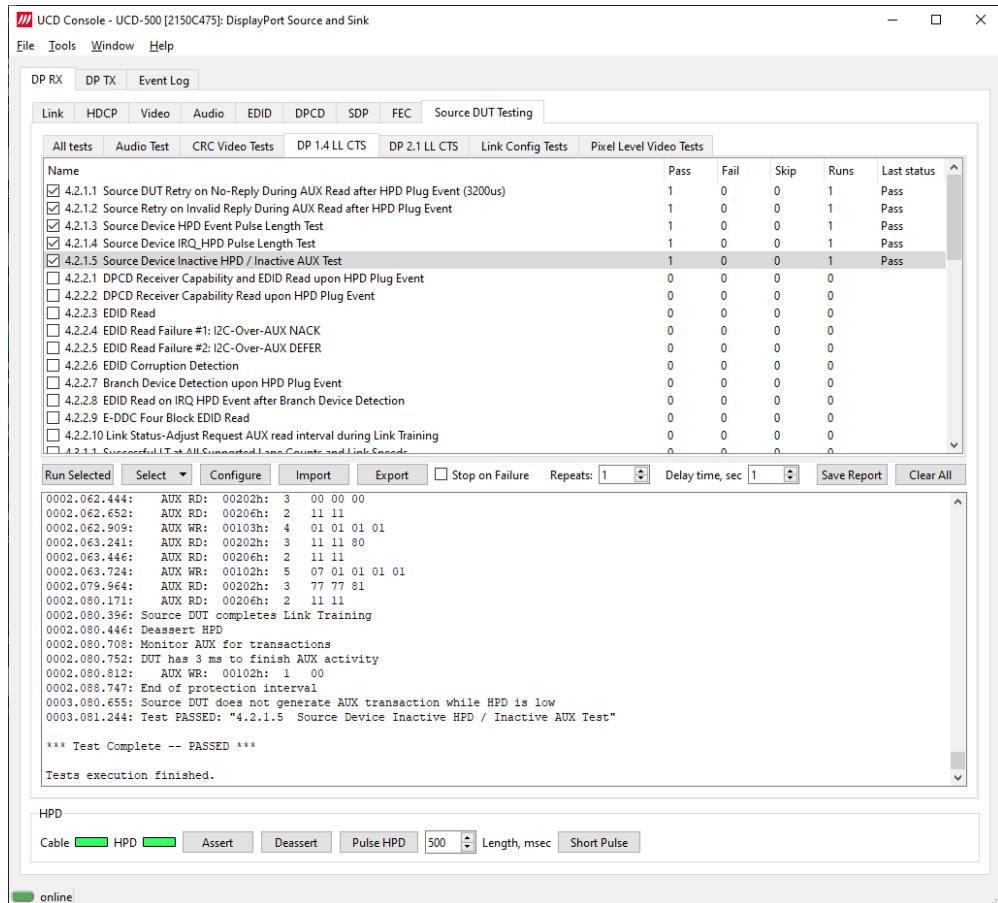 UCD Console - UCD-500 [2150C475]: DisplayPort Source and Sink
File Tools Window Help
DP RX DP TX Event Log
Link HDCP Video Audio EDID DPCD SDP FEC Source DUT Testing
All tests Audio Test CRC Video Tests DP 1.4 LL CTS DP 2.1 LL CTS Link Config Tests Pixel Level Video Tests
Name Pass Fail Skip Runs Last status
4.2.1.1 Source DUT Retry on No-Reply During AUX Read after HPD Plug Event (3200us) 1 0 0 1 Pass
4.2.1.2 Source Retry on Invalid Reply During AUX Read after HPD Plug Event 1 0 0 1 Pass
4.2.1.3 Source Device HPD Event Pulse Length Test 1 0 0 1 Pass
4.2.1.4 Source Device IRQ_HPD Pulse Length Test 1 0 0 1 Pass
4.2.1.5 Source Device Inactive HPD / Inactive AUX Test 1 0 0 1 Pass
4.2.2.1 DPCD Receiver Capability and EDID Read upon HPD Plug Event 0 0 0 0
4.2.2.2 DPCD Receiver Capability Read upon HPD Plug Event 0 0 0 0
4.2.2.3 EDID Read 0 0 0 0
4.2.2.4 EDID Read Failure #1: I2C-Over-AUX NACK 0 0 0 0
4.2.2.5 EDID Read Failure #2: I2C-Over-AUX DEFER 0 0 0 0
4.2.2.6 EDID Corruption Detection 0 0 0 0
4.2.2.7 Branch Device Detection upon HPD Plug Event 0 0 0 0
4.2.2.8 EDID Read on IRQ HPD Event after Branch Device Detection 0 0 0 0
4.2.2.9 E-DDC Four Block EDID Read 0 0 0 0
4.2.2.10 Link Status-Adjust Request AUX read interval during Link Training 0 0 0 0
4.3.1.1 Successful LT at All Supported Lane Counts and Link Speeds 0 0 0 0
Run Selected Select Configure Import Export Stop on Failure Repeats: 1 Delay time, sec 1 Save Report Clear All
0002.062.444: AUX RD: 00202h: 3 00 00 00
0002.062.652: AUX RD: 00206h: 2 11 11
0002.062.909: AUX WR: 00103h: 4 01 01 01 01
0002.063.241: AUX RD: 00202h: 3 11 11 80
0002.063.446: AUX RD: 00206h: 2 11 11
0002.063.724: AUX WR: 00102h: 5 07 01 01 01 01
0002.079.964: AUX RD: 00202h: 3 77 77 81
0002.080.171: AUX RD: 00206h: 2 11 11
0002.080.396: Source DUT completes Link Training
0002.080.446: Deassert HPD
0002.080.708: Monitor AUX for transactions
0002.080.752: DUT has 3 ms to finish AUX activity
0002.080.812: AUX WR: 00102h: 1 00
0002.088.747: End of protection interval
0003.080.655: Source DUT does not generate AUX transaction while HPD is low
0003.081.244: Test PASSED: "4.2.1.5 Source Device Inactive HPD / Inactive AUX Test"
*** Test Complete -- PASSED ***
Tests execution finished.
HPD
Cable HPD Assert Deassert Pulse HPD 500 Length, msec Short Pulse
online